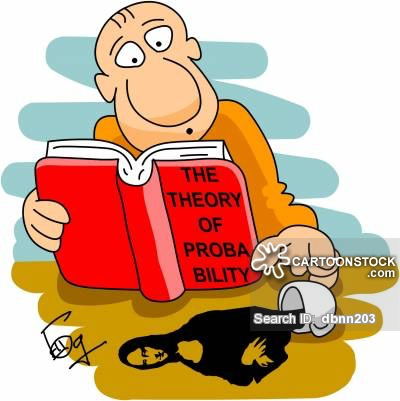 THE
THEORY
OF
PROBA
BILITY
CARTOONSTOCK
.com
Search ID: dbnn203